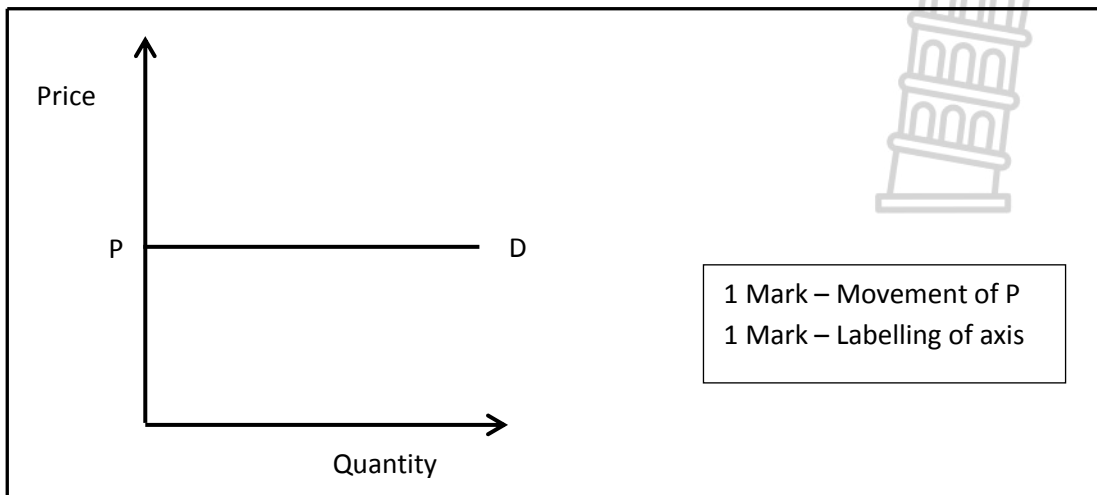 Price
P
D
1 Mark – Movement of P
1 Mark – Labelling of axis
Quantity